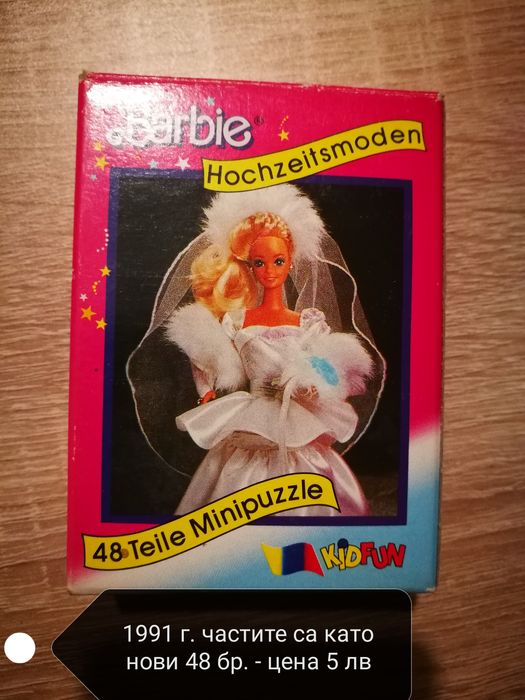 Barbie®
Hochzeitsmoden
48 Teile Minipuzzle
KiDFUN
1991 г. частите са като
нови 48 бр. - цена 5 лв